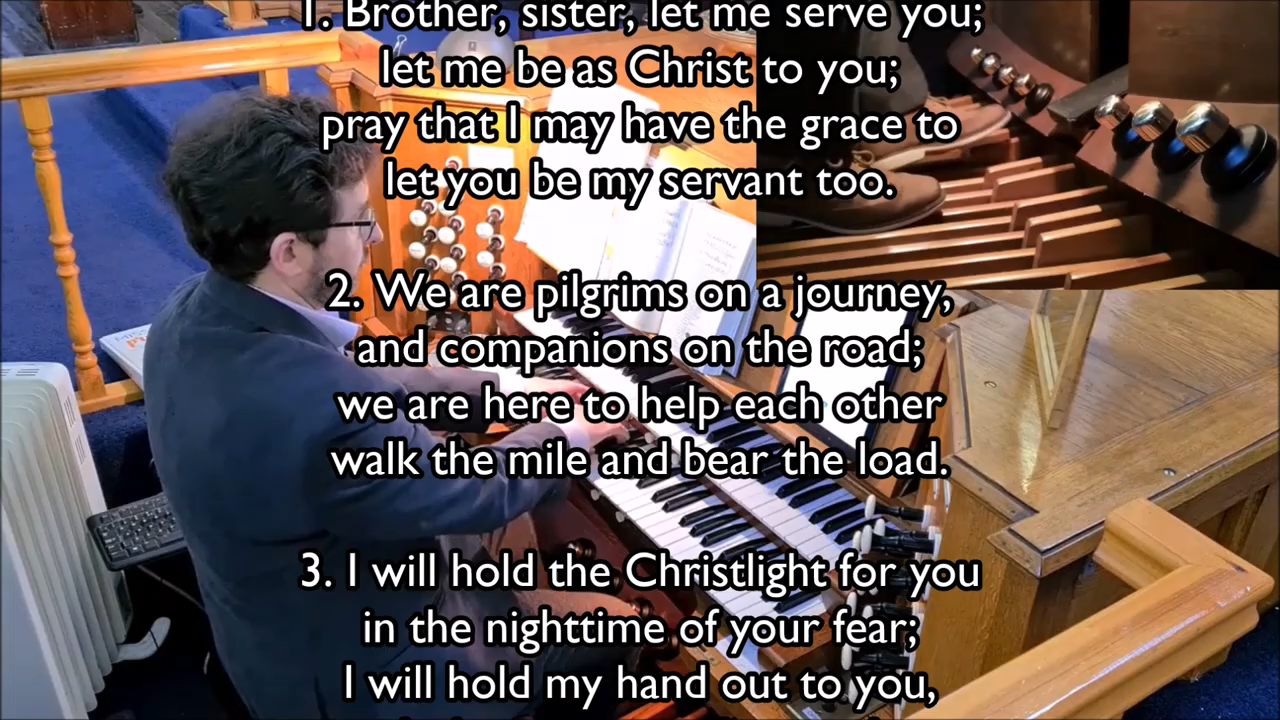 1. Brother, sister, let me serve you;
let me be as Christ to you;
pray that I may have the grace to
let you be my servant too.
2. We are pilgrims on a journey,
and companions on the road;
we are here to help each other
walk the mile and bear the load.
3. I will hold the Christlight for you
in the nighttime of your fear;
I will hold my hand out to you,